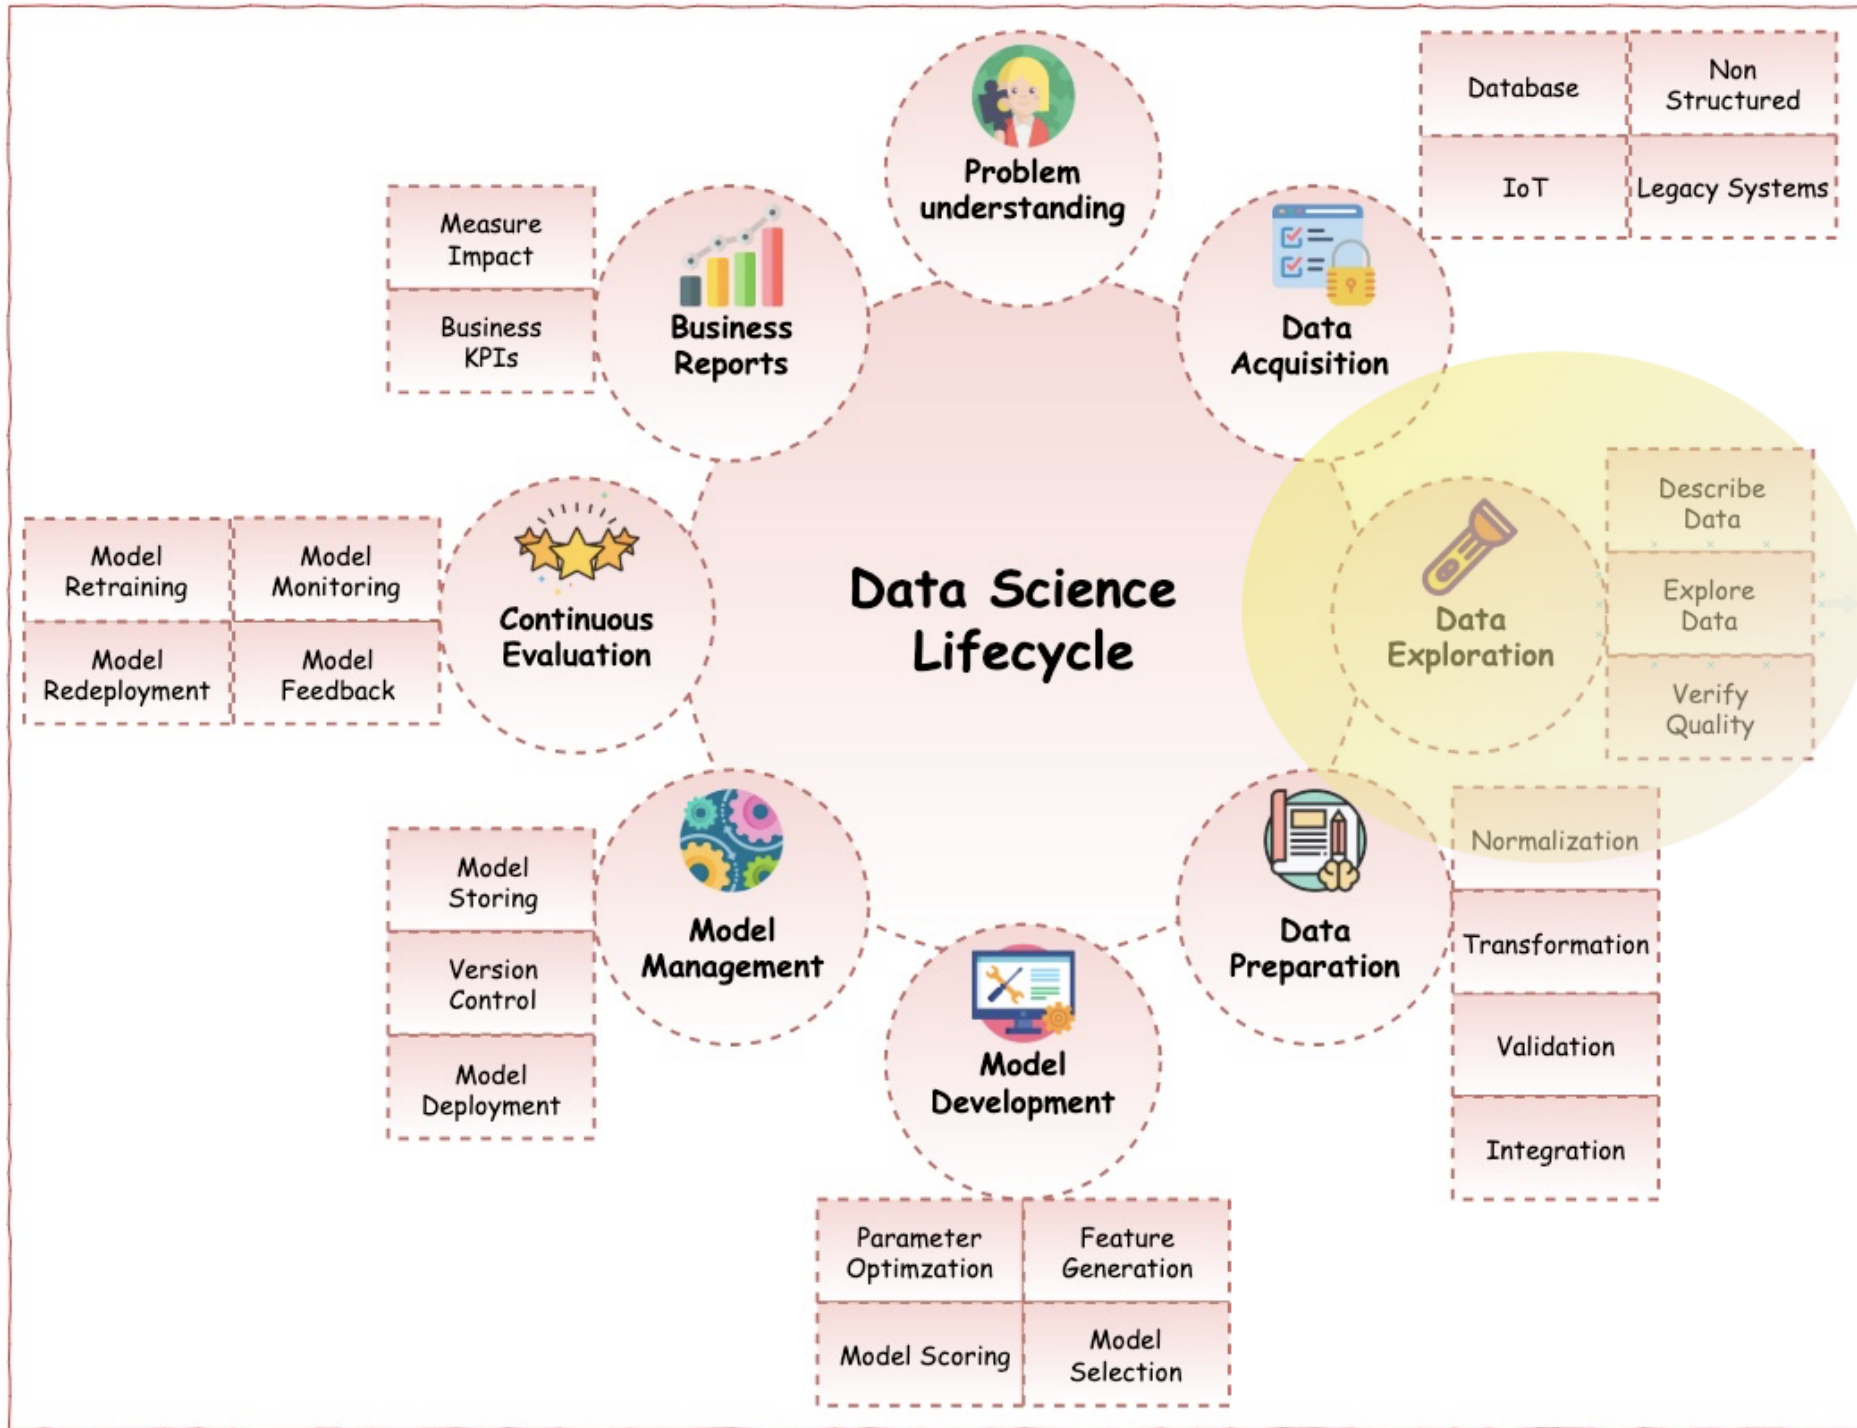 Problem
understanding
Database
Non
Structured
IoT
Legacy Systems
Data
Acquisition
Describe
Data
Explore
Data
Verify
Quality
Data
Exploration
Normalization
Transformation
Validation
Integration
Data
Preparation
Model
Development
Parameter
Optimzation
Feature
Generation
Model Scoring
Model
Selection
Model
Management
Model
Storing
Version
Control
Model
Deployment
Continuous
Evaluation
Model
Retraining
Model
Monitoring
Model
Redeployment
Model
Feedback
Business
Reports
Measure
Impact
Business
KPIs
Data Science
Lifecycle